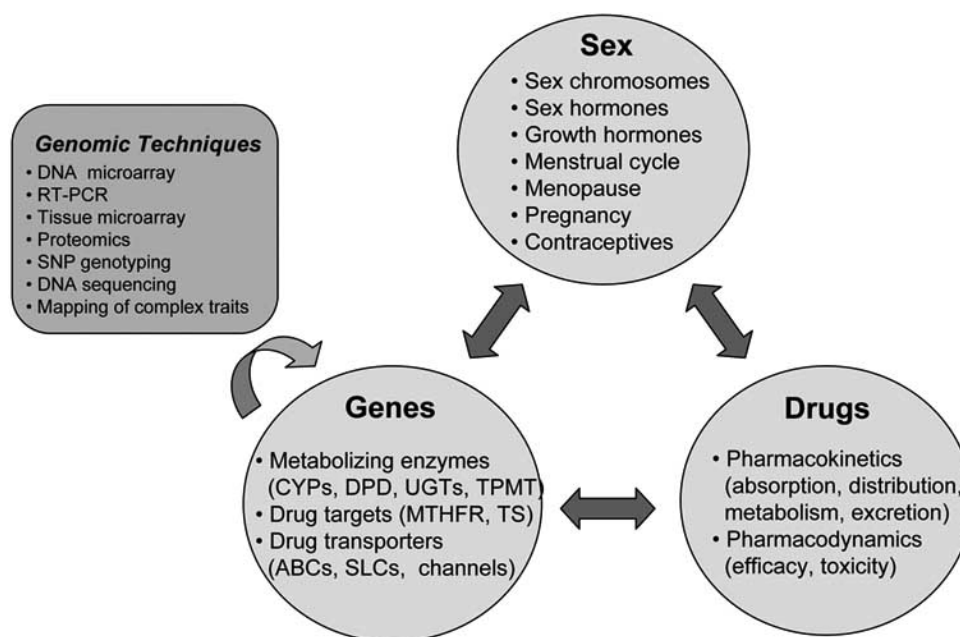 Sex
• Sex chromosomes
• Sex hormones
• Growth hormones
• Menstrual cycle
• Menopause
• Pregnancy
• Contraceptives
Genomic Techniques
• DNA microarray
• RT-PCR
• Tissue microarray
• Proteomics
• SNP genotyping
• DNA sequencing
• Mapping of complex traits
Genes
• Metabolizing enzymes
(CYPs, DPD, UGTs, TPMT)
• Drug targets (MTHFR, TS)
• Drug transporters
(ABCs, SLCs, channels)
Drugs
• Pharmacokinetics
(absorption, distribution,
metabolism, excretion)
• Pharmacodynamics
(efficacy, toxicity)